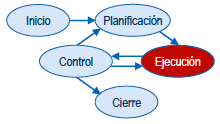 Inicio
Planificación
Control
Ejecución
Cierre